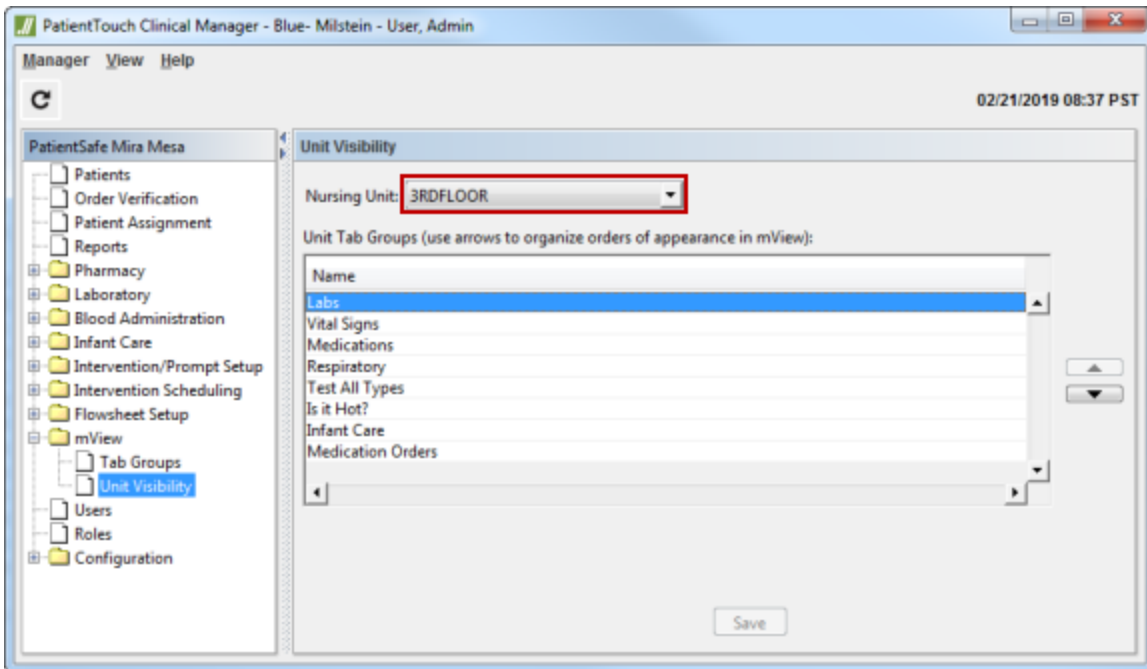 PatientTouch Clinical Manager - Blue- Milstein - User, Admin
Manager View Help
02/21/2019 08:37 PST
PatientSafe Mira Mesa
Patients
Order Verification
Patient Assignment
Reports
Pharmacy
Laboratory
Blood Administration
Infant Care
Intervention/Prompt Setup
Intervention Scheduling
Flowsheet Setup
mView
Tab Groups
Unit Visibility
Users
Roles
Configuration
Unit Visibility
Nursing Unit: 3RDFLOOR
Unit Tab Groups (use arrows to organize orders of appearance in mView):
Name
Labs
Vital Signs
Medications
Respiratory
Test All Types
Is it Hot?
Infant Care
Medication Orders
Save